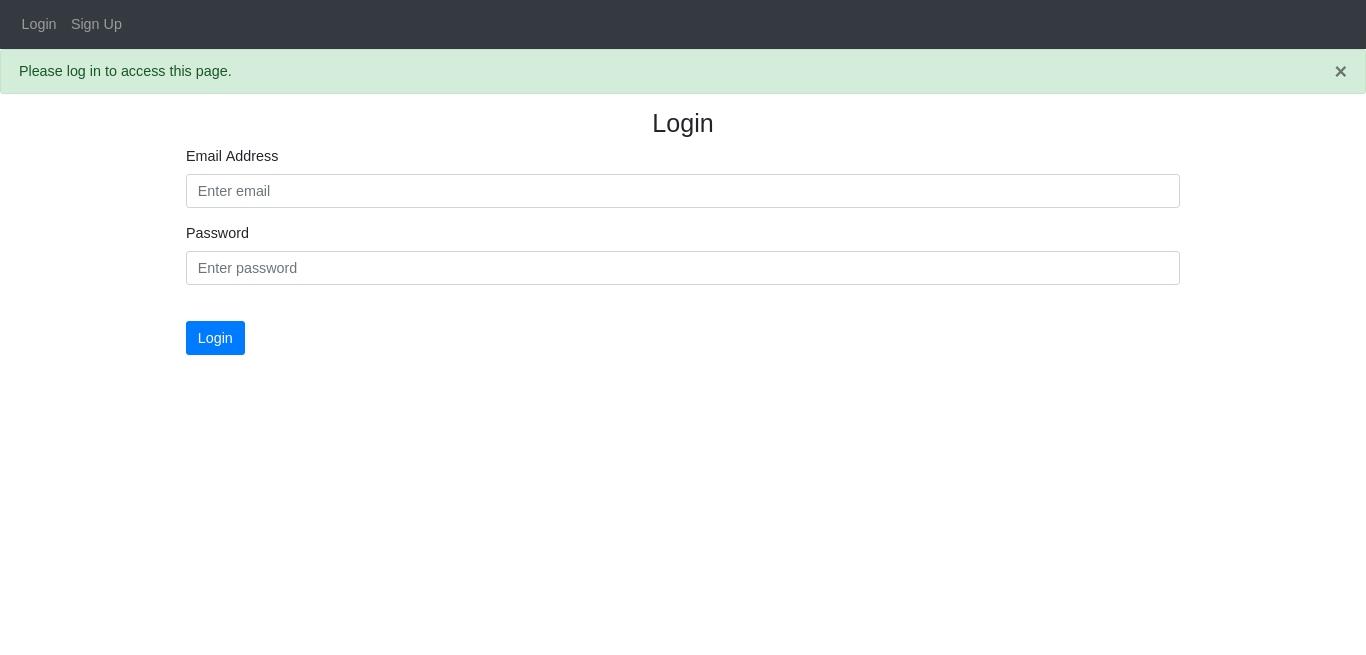 Login Sign Up
Please log in to access this page. ×
Login
Email Address
Enter email
Password
Enter password
Login